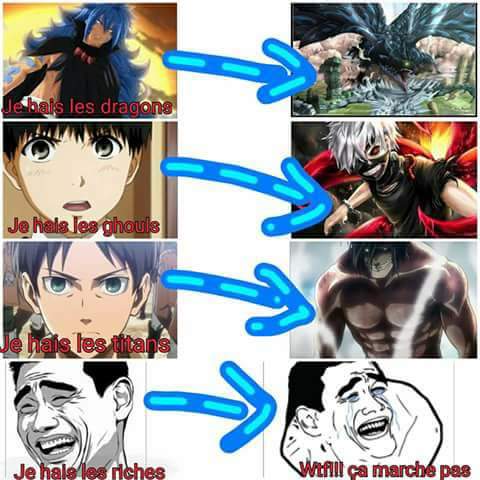 Je hais les dragons
Je hais les ghouls
Je hais les titans
Je hais les riches
Wtf!!! ça marche pas